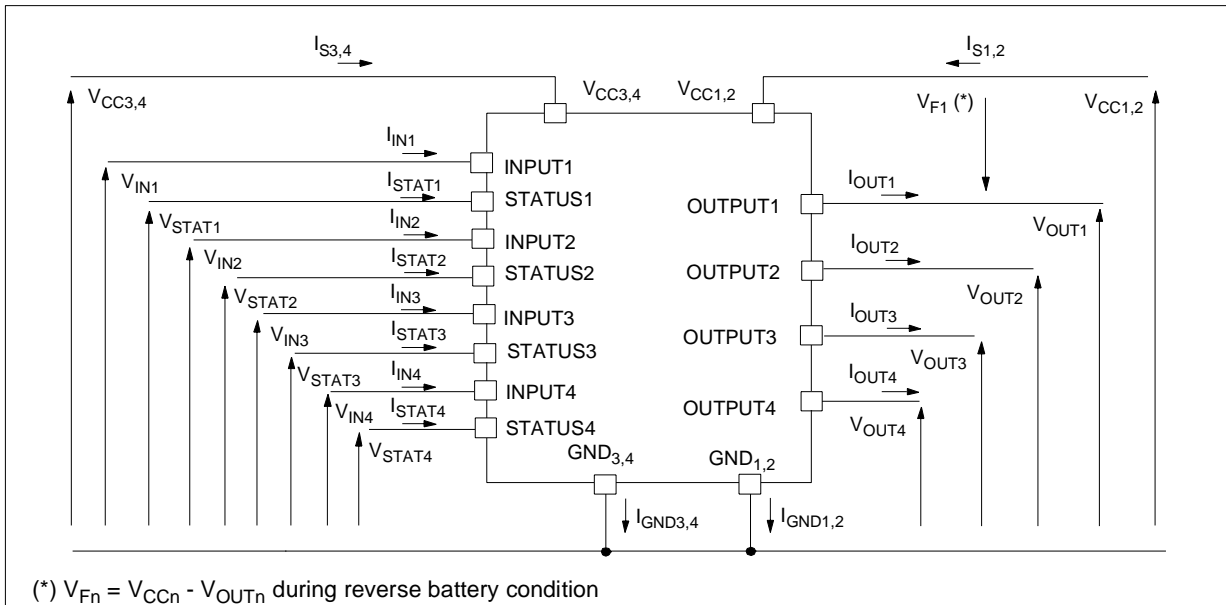 I_S3,4
I_S1,2
V_CC3,4
V_CC3,4
V_CC1,2
V_F1 (*)
V_CC1,2
I_IN1
V_IN1
INPUT1
I_STAT1
V_STAT1
STATUS1
I_IN2
V_IN2
INPUT2
I_STAT2
V_STAT2
STATUS2
I_IN3
V_IN3
INPUT3
I_STAT3
V_STAT3
STATUS3
I_IN4
V_IN4
INPUT4
I_STAT4
V_STAT4
STATUS4
OUTPUT1
I_OUT1
V_OUT1
OUTPUT2
I_OUT2
V_OUT2
OUTPUT3
I_OUT3
V_OUT3
OUTPUT4
I_OUT4
V_OUT4
GND_3,4
GND_1,2
I_GND3,4
I_GND1,2
(*) V_Fn = V_CCn - V_OUTn during reverse battery condition